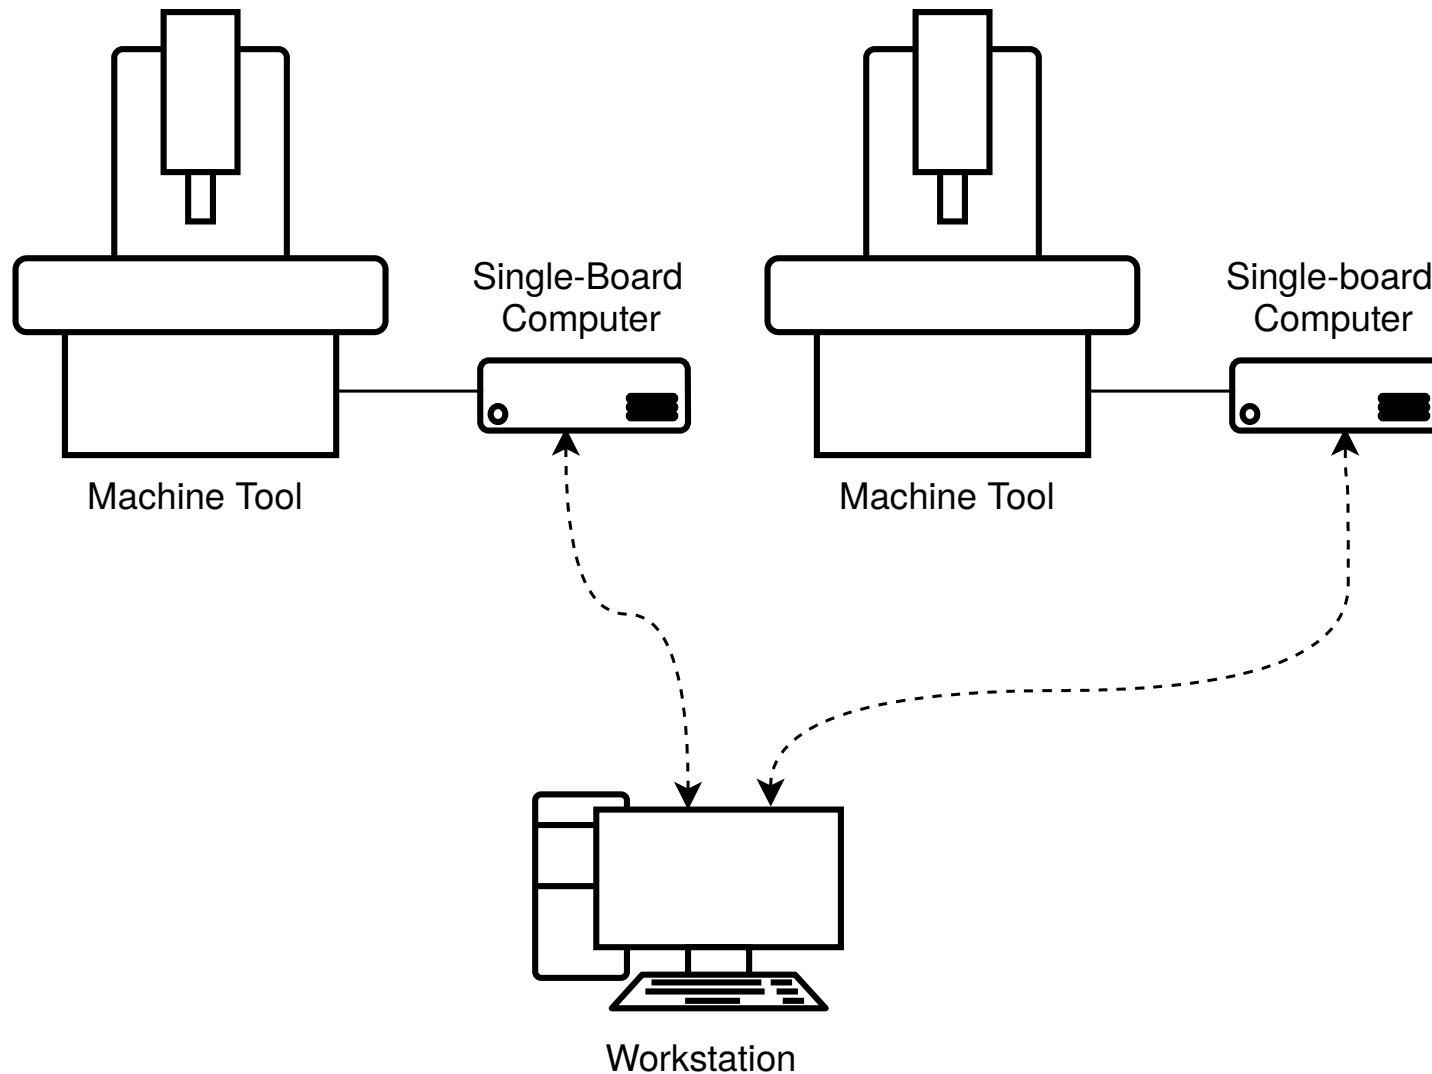 Single-Board
Computer
Single-board
Computer
Machine Tool
Machine Tool
Workstation